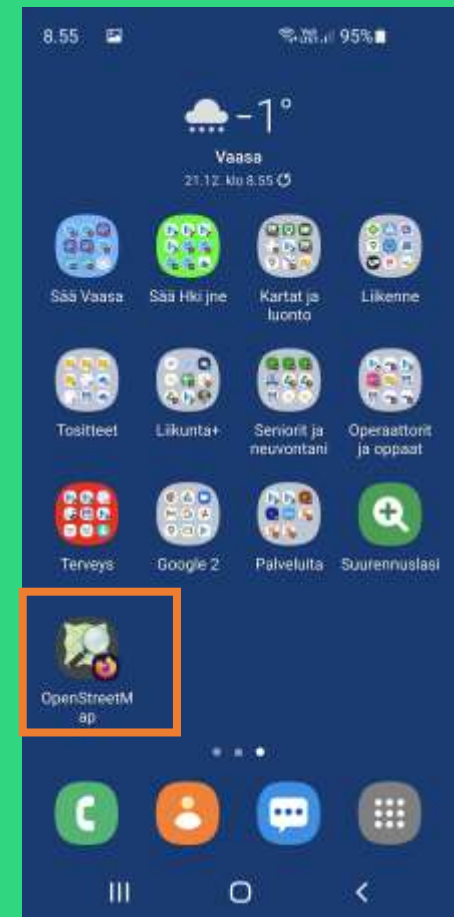 8.55 95%
-1°
Vaasa
21.12. klo 8.55
Sää Vaasa Sää Hki jne Kartat ja Liikenne
luonto
Tositteet Liikunta+ Seniorit ja Operaattorit
neuvontani ja oppaat
Terveys Google 2 Palveluita Suurennuslasi
OpenStreetM
ap